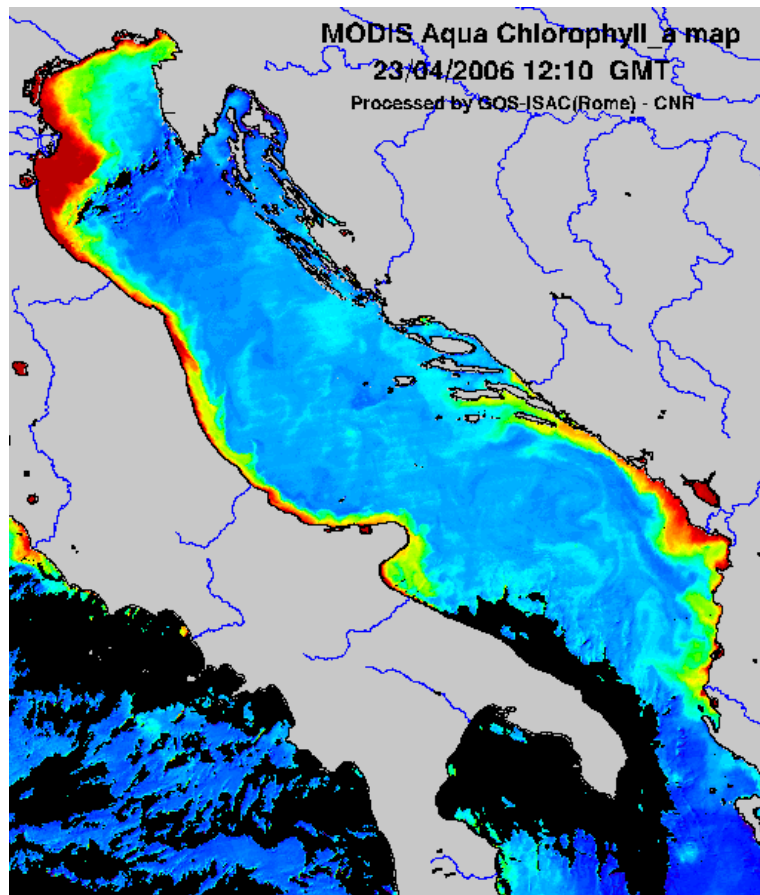 MODIS Aqua Chlorophyll_a map
23/04/2006 12:10 GMT
Processed by GOS-ISAC(Rome) - CNR